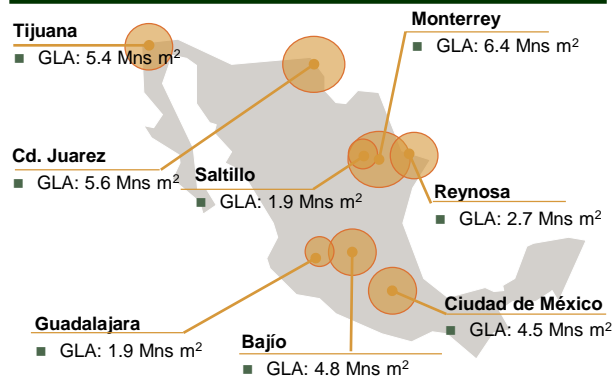 Tijuana
■ GLA: 5.4 Mns m²
Monterrey
■ GLA: 6.4 Mns m²
Cd. Juarez
■ GLA: 5.6 Mns m²
Saltillo
■ GLA: 1.9 Mns m²
Reynosa
■ GLA: 2.7 Mns m²
Guadalajara
■ GLA: 1.9 Mns m²
Bajío
■ GLA: 4.8 Mns m²
Ciudad de México
■ GLA: 4.5 Mns m²